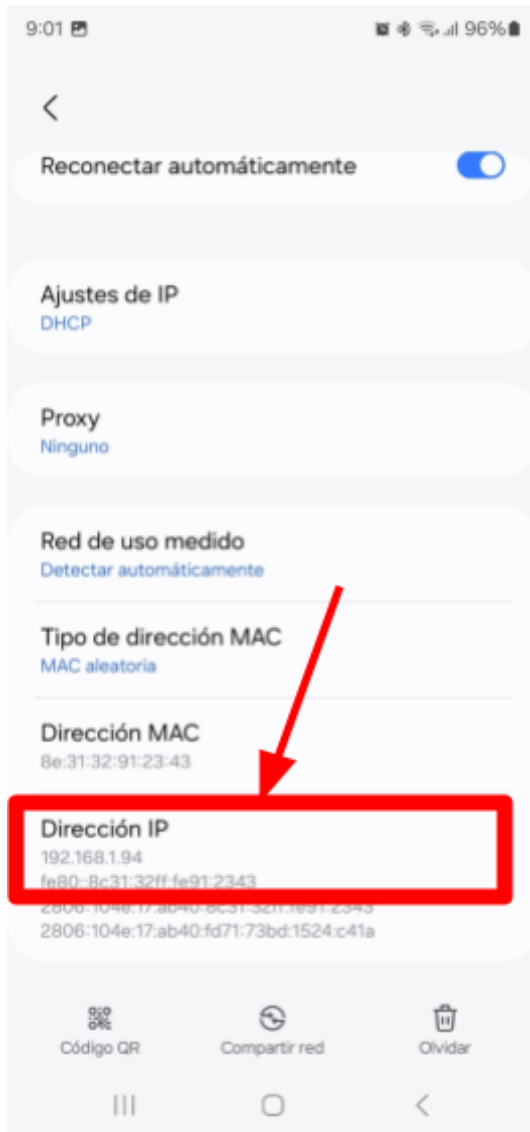 9:01
96%
Reconectar automáticamente
Ajustes de IP
DHCP
Proxy
Ninguno
Red de uso medido
Detectar automáticamente
Tipo de dirección MAC
MAC aleatoria
Dirección MAC
8e:31:32:91:23:43
Dirección IP
192.168.1.94
fe80::8c31:32ff:fe91:2343
2806:104e:17:ab40:8c31:32ff:fe91:2343
2806:104e:17:ab40:fd71:73bd:1524:c41a
Código QR
Compartir red
Olvidar